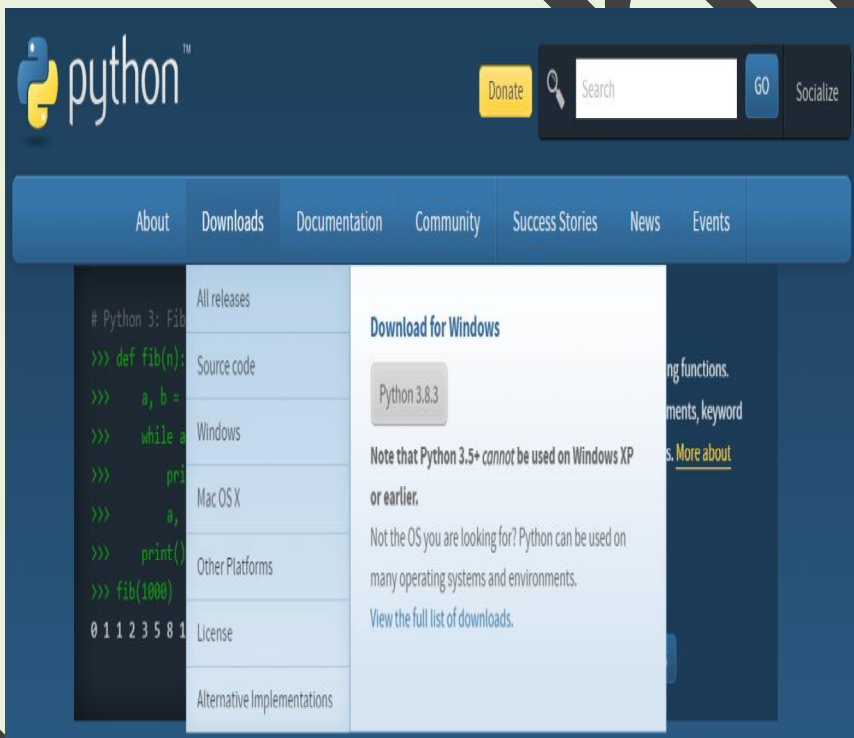 python™
Donate
Search
GO
Socialize
About Downloads Documentation Community Success Stories News Events
# Python 3: Fib
>>> def fib(n):
>>> a, b =
>>> while a
>>> pri
>>> a,
>>> print()
>>> fib(1000)
0 1 1 2 3 5 8 1
All releases
Source code
Windows
Mac OS X
Other Platforms
License
Alternative Implementations
Download for Windows
Python 3.8.3
Note that Python 3.5+ cannot be used on Windows XP
or earlier.
Not the OS you are looking for? Python can be used on
many operating systems and environments.
View the full list of downloads.
ng functions.
ments, keyword
s. More about